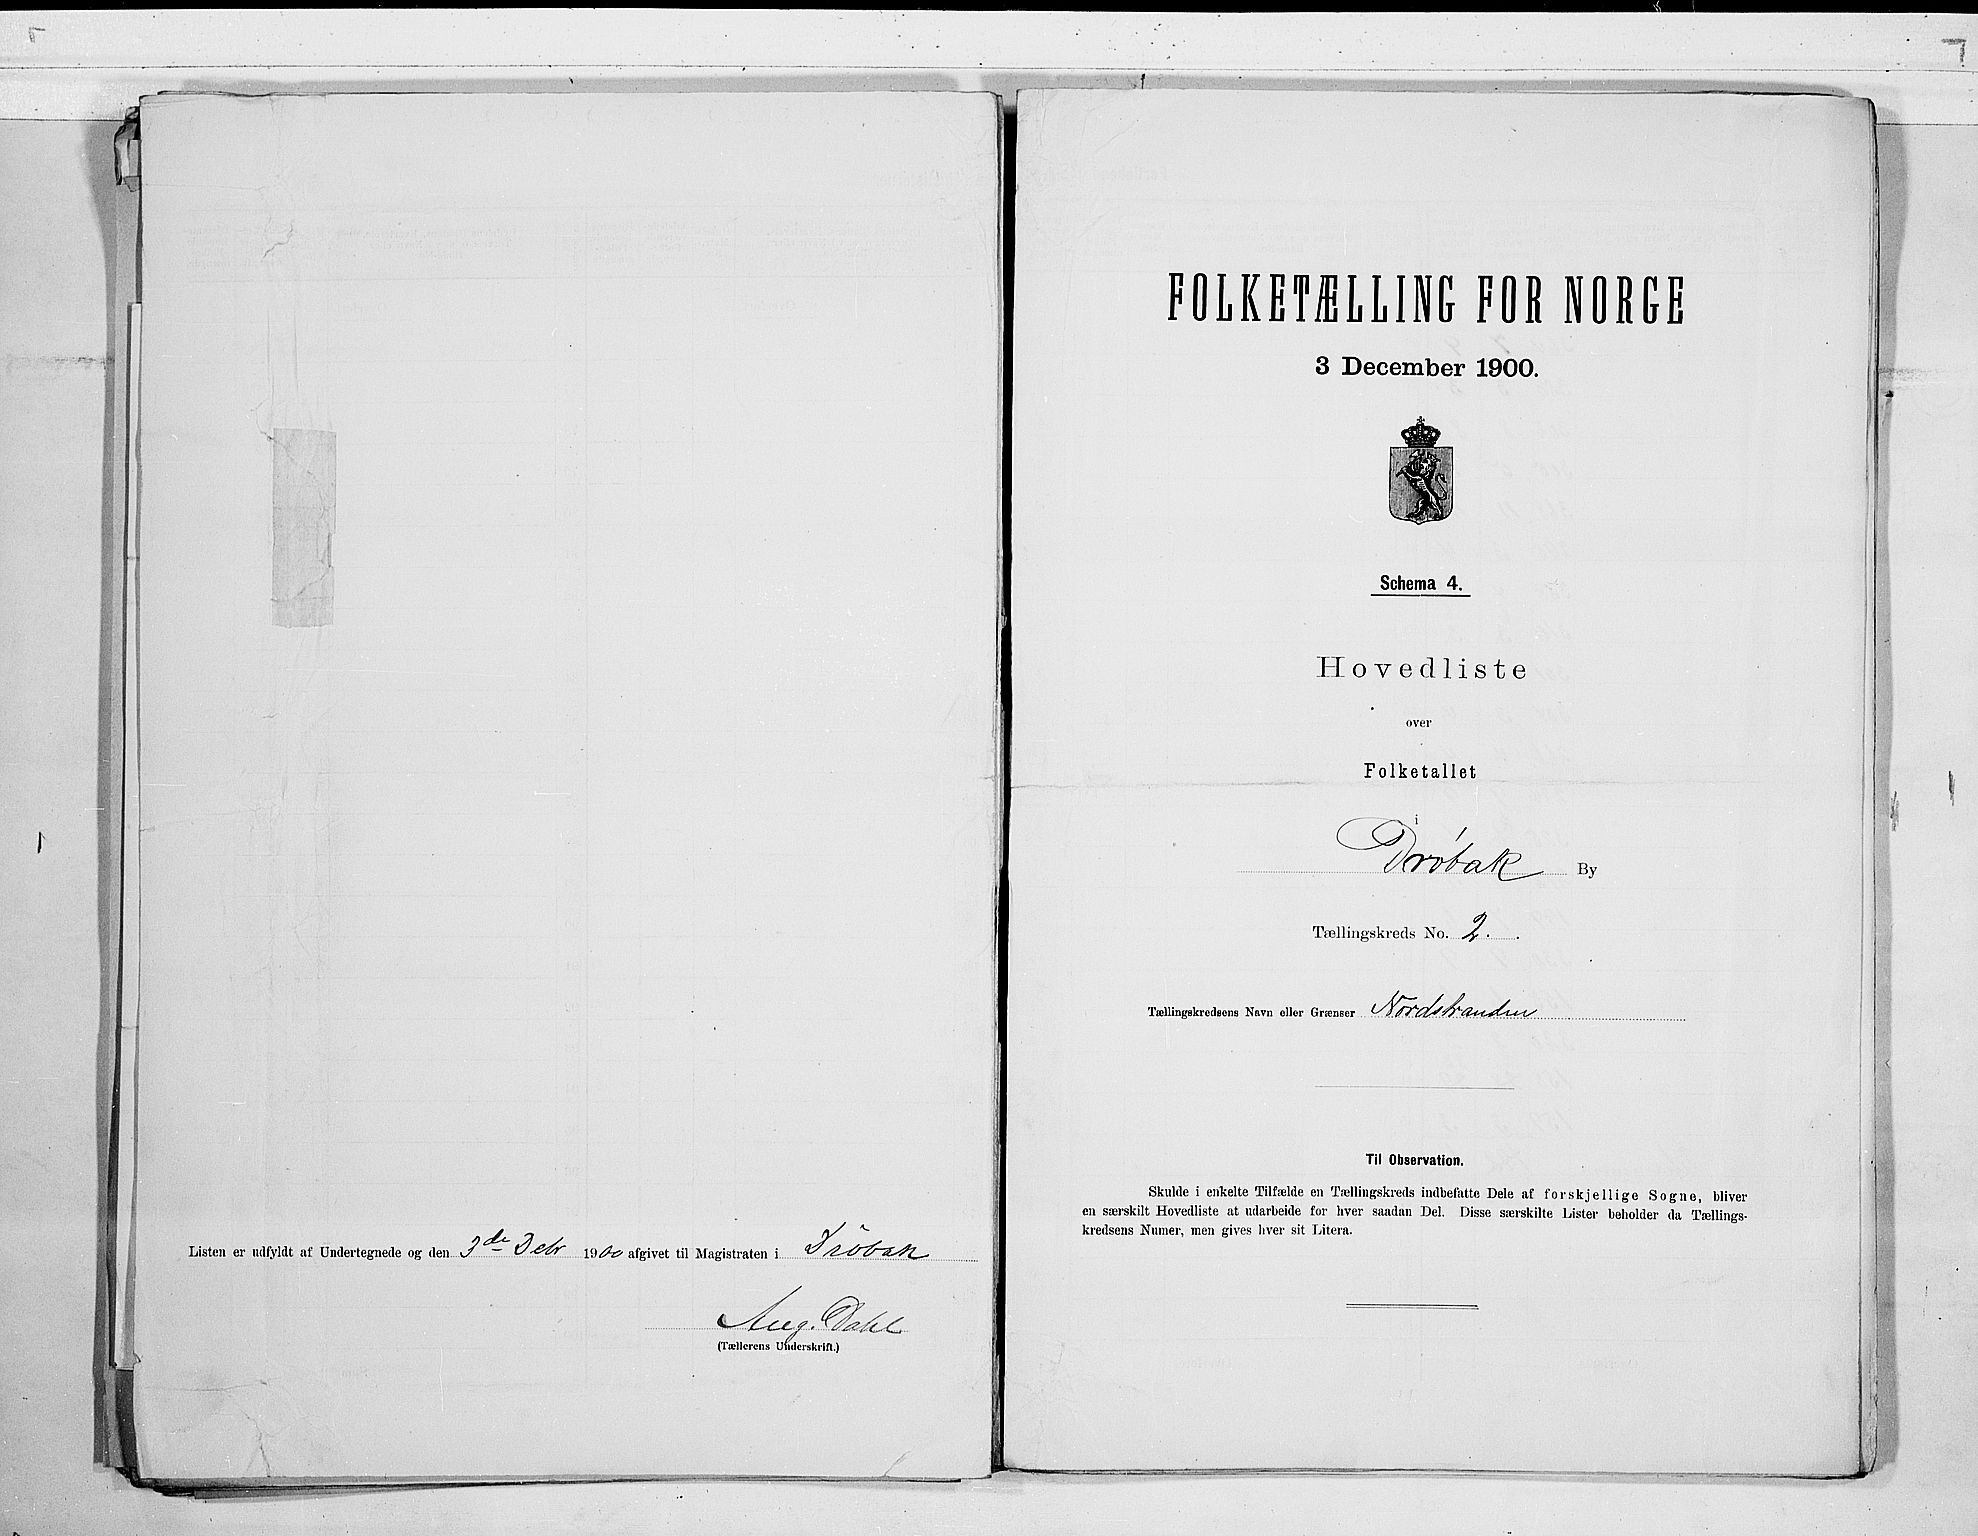 Listen er udfyldt af Undertegnede og den 3de Debr 1900 afgivet til Magistraten i Drøbak
Aug. Dahl
(Tællerens Underskrift.)
FOLKETÆLLING FOR NORGE
3 December 1900.
Schema 4.
Hovedliste
over
Folketallet
i
Drøbak By
Tællingskreds No. 2.
Tællingskredsens Navn eller Grænser Nordstranden
Til Observation.
Skulde i enkelte Tilfælde en Tællingskreds indbefatte Dele af forskjellige Sogne, bliver
en særskilt Hovedliste at udarbeide for hver saadan Del. Disse særskilte Lister beholder da Tællings-
kredsens Numer, men gives hver sit Litera.